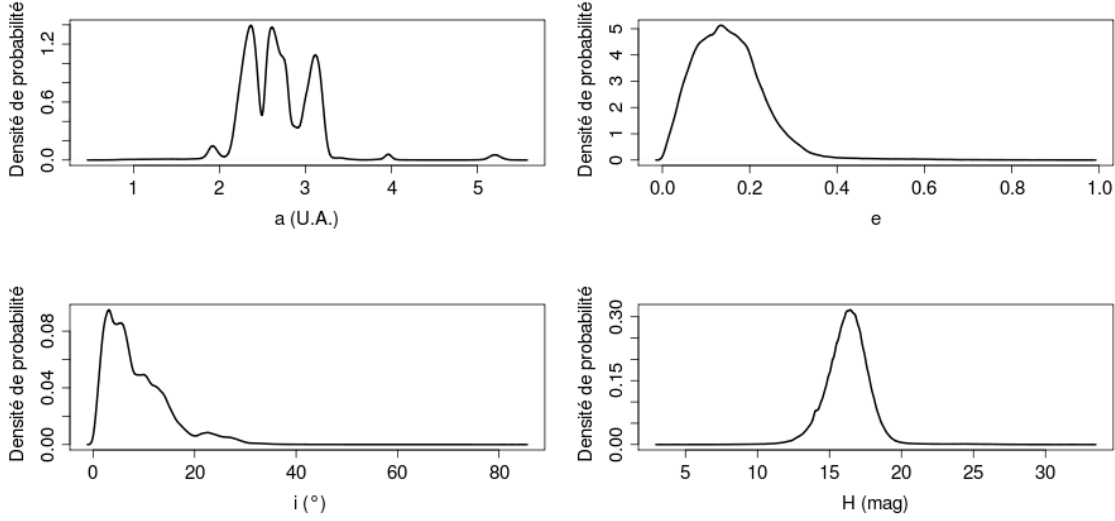 Densité de probabilité
0.0 0.6 1.2
1 2 3 4 5
a (U.A.)
Densité de probabilité
0 1 2 3 4 5
0.0 0.2 0.4 0.6 0.8 1.0
e
Densité de probabilité
0.00 0.04 0.08
0 20 40 60 80
i (°)
Densité de probabilité
0.00 0.15 0.30
5 10 15 20 25 30
H (mag)